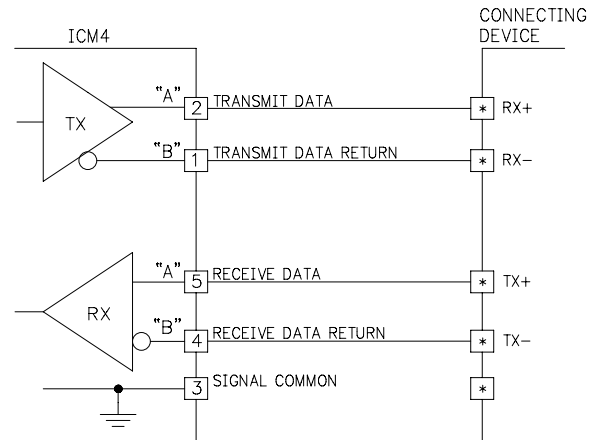 CONNECTING
DEVICE
ICM4
TX
"A" 2 TRANSMIT DATA * RX+
"B" 1 TRANSMIT DATA RETURN * RX-
RX
"A" 5 RECEIVE DATA * TX+
"B" 4 RECEIVE DATA RETURN * TX-
3 SIGNAL COMMON *